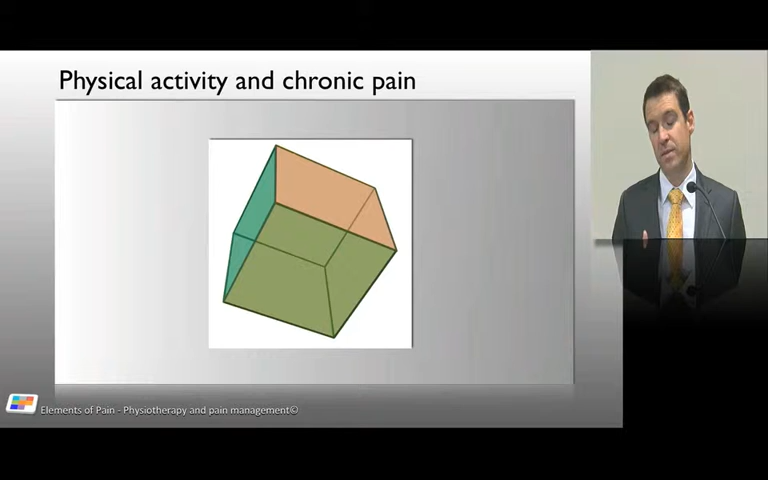 Physical activity and chronic pain
Elements of Pain - Physiotherapy and pain management©